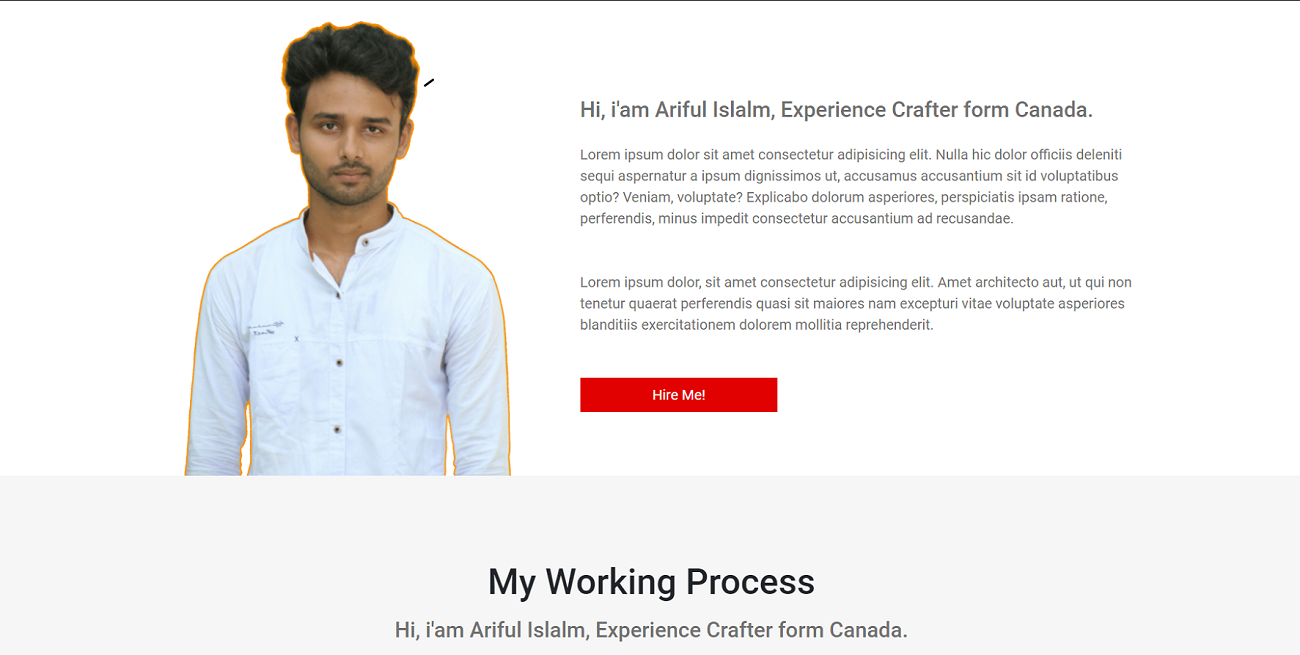 Hi, i'am Ariful Islalm, Experience Crafter form Canada.
Lorem ipsum dolor sit amet consectetur adipisicing elit. Nulla hic dolor officiis deleniti
sequi aspernatur a ipsum dignissimos ut, accusamus accusantium sit id voluptatibus
optio? Veniam, voluptate? Explicabo dolorum asperiores, perspiciatis ipsam ratione,
perferendis, minus impedit consectetur accusantium ad recusandae.
Lorem ipsum dolor, sit amet consectetur adipisicing elit. Amet architecto aut, ut qui non
tenetur quaerat perferendis quasi sit maiores nam excepturi vitae voluptate asperiores
blanditiis exercitationem dolorem mollitia reprehenderit.
Hire Me!
My Working Process
Hi, i'am Ariful Islalm, Experience Crafter form Canada.